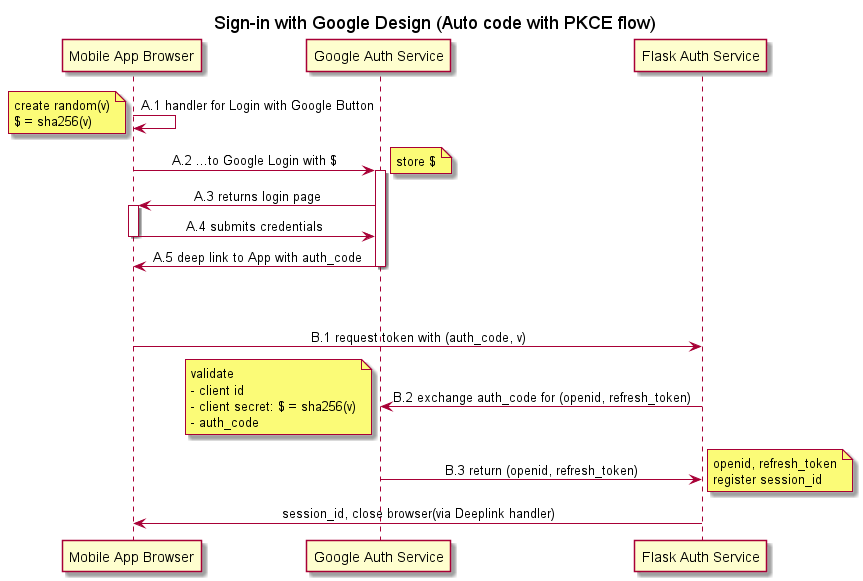 Sign-in with Google Design (Auto code with PKCE flow)
Mobile App Browser
Google Auth Service
Flask Auth Service
create random(v)
$ = sha256(v)
A.1 handler for Login with Google Button
A.2 ...to Google Login with $
store $
A.3 returns login page
A.4 submits credentials
A.5 deep link to App with auth_code
B.1 request token with (auth_code, v)
validate
- client id
- client secret: $ = sha256(v)
- auth_code
B.2 exchange auth_code for (openid, refresh_token)
B.3 return (openid, refresh_token)
openid, refresh_token
register session_id
session_id, close browser(via Deeplink handler)
Mobile App Browser
Google Auth Service
Flask Auth Service